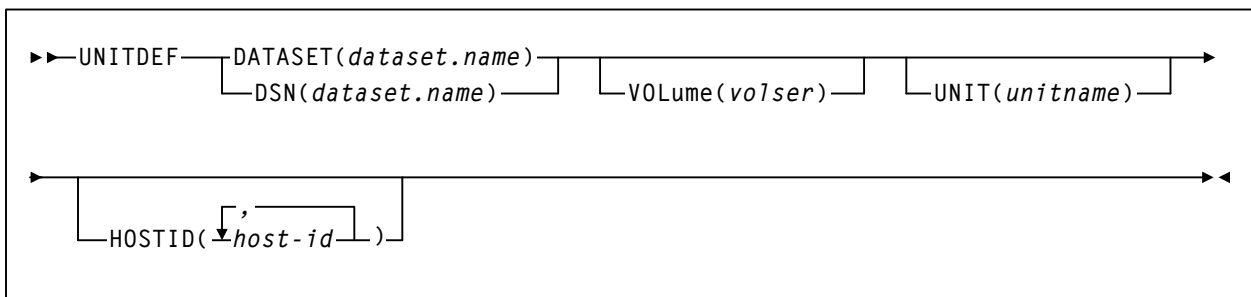 UNITDEF DATASET(dataset.name)
DSN(dataset.name) VOLume(volser) UNIT(unitname)
,
HOSTID( host-id )